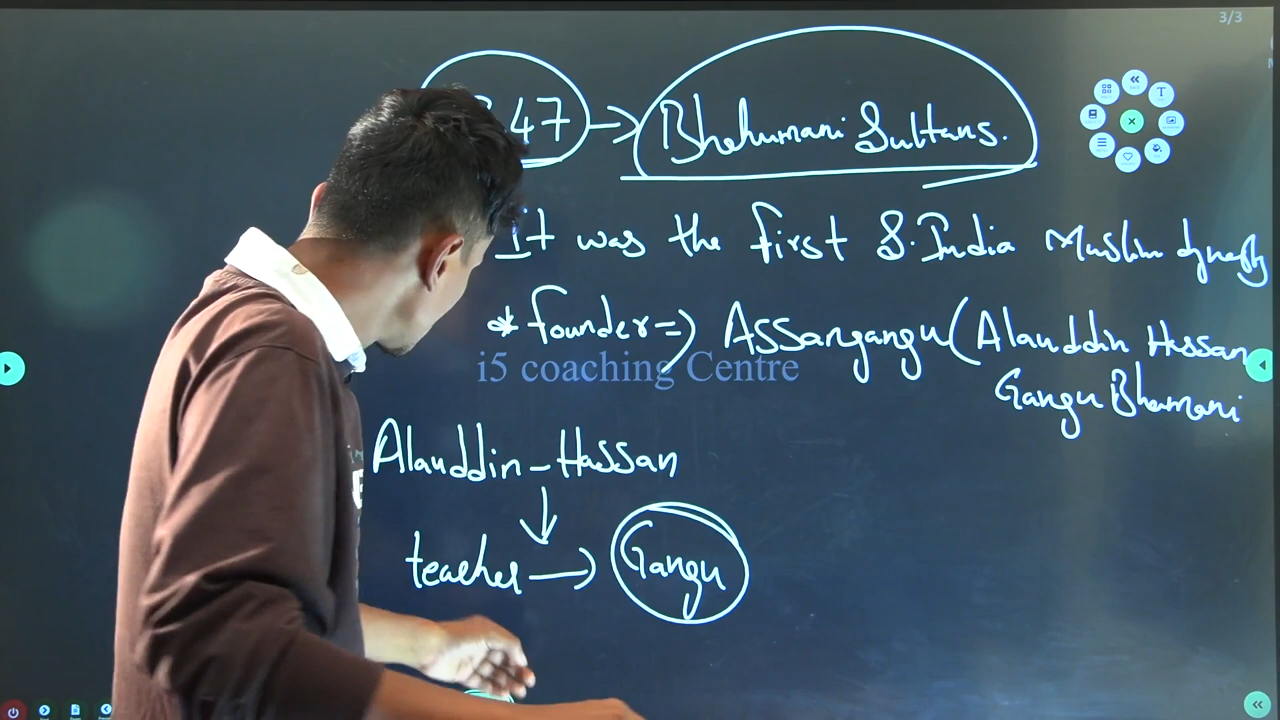 3/3
47 → Bhahumani Sultans.
it was the first S. India Muslim dynasty
* founder => Assangangu (Alauddin Hassan
Gangu Bhamani
i5 coaching Centre
Alauddin - Hassan
teacher → Gangu